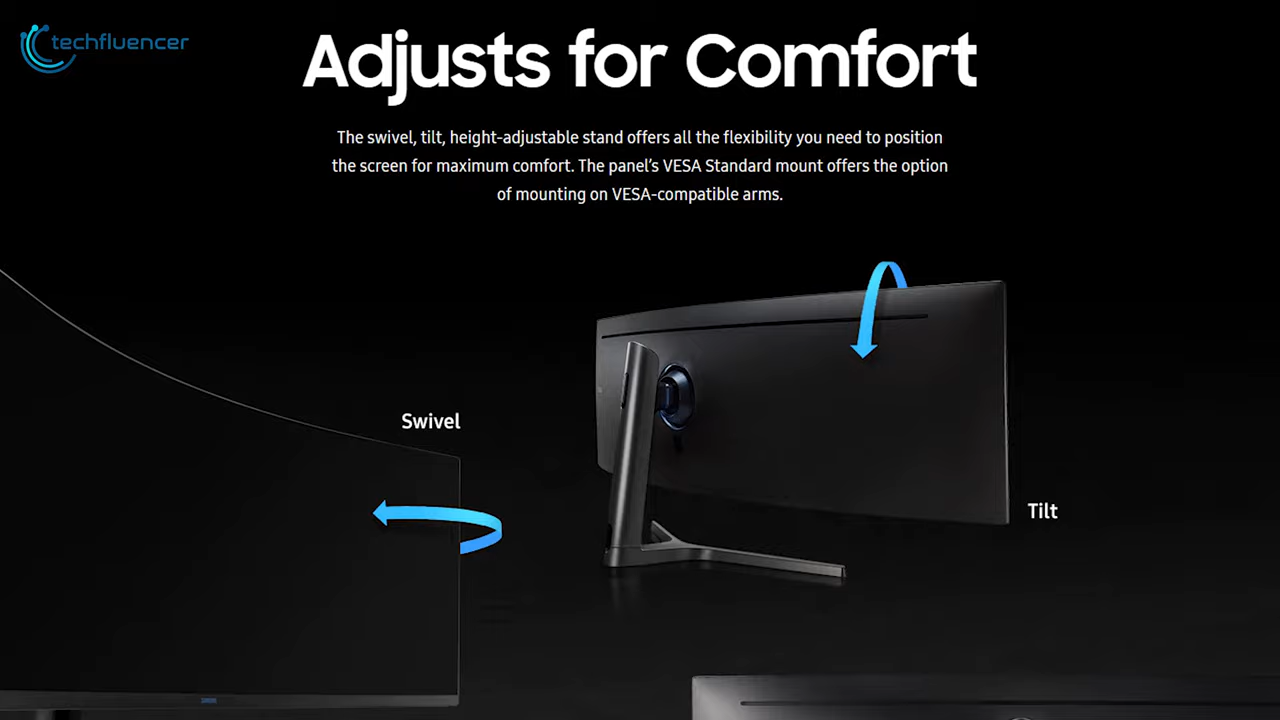 techfluencer
Adjusts for Comfort
The swivel, tilt, height-adjustable stand offers all the flexibility you need to position
the screen for maximum comfort. The panel's VESA Standard mount offers the option
of mounting on VESA-compatible arms.
Swivel
Tilt